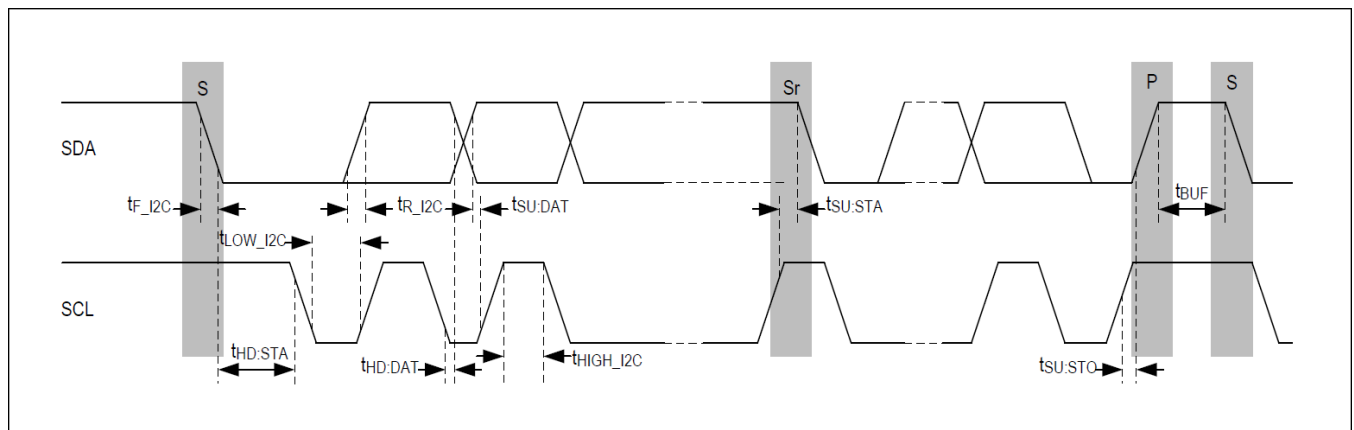 S Sr P S
SDA
tBUF
tF_I2C tR_I2C tSU:DAT tSU:STA
tLOW_I2C
SCL
tHD:STA tHD:DAT tHIGH_I2C tSU:STO